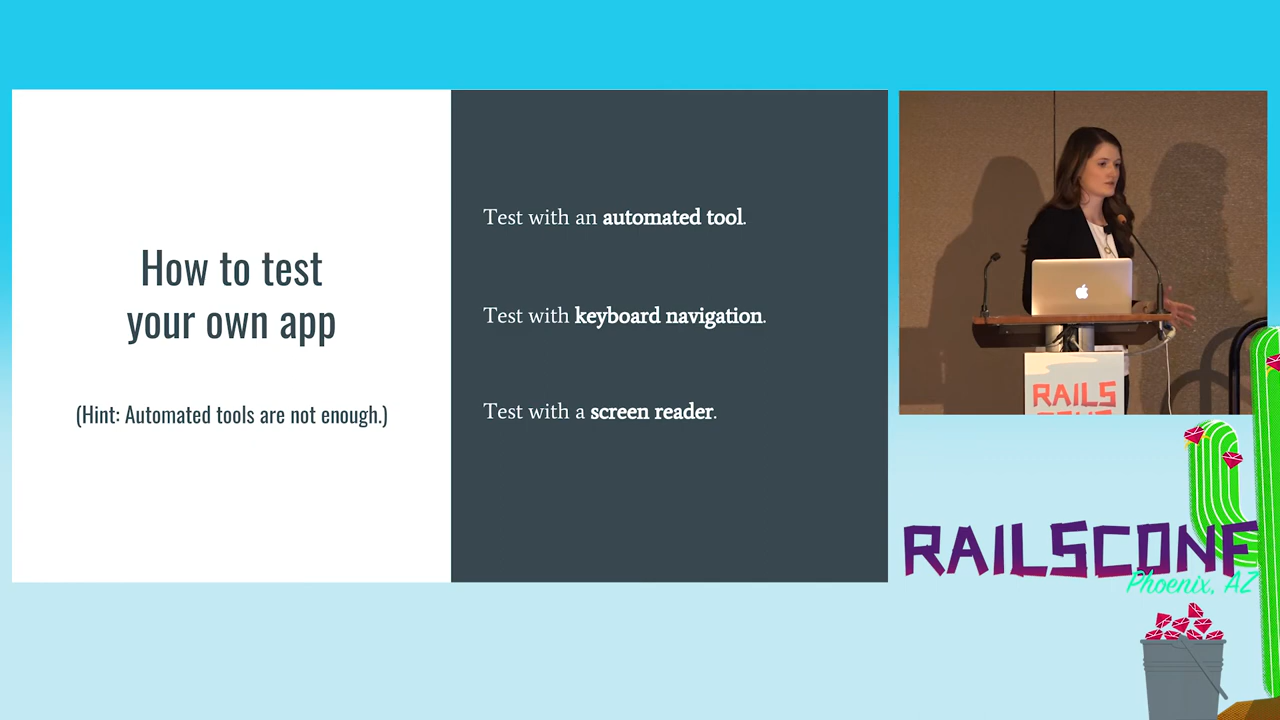 How to test
your own app
(Hint: Automated tools are not enough.)
Test with an automated tool.
Test with keyboard navigation.
Test with a screen reader.
RAILS
CONF
RAILSCONF
Phoenix, AZ